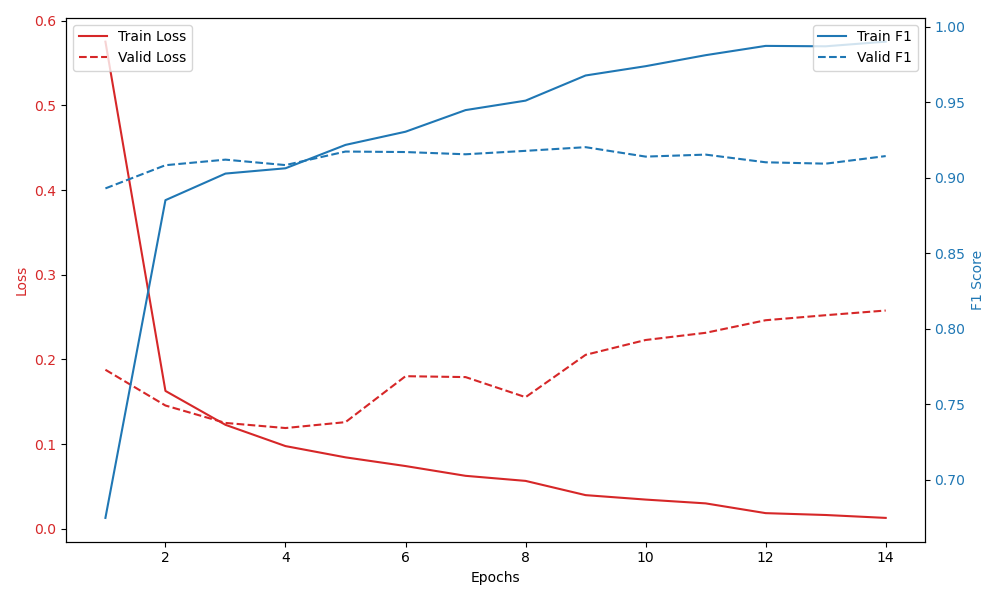 Train Loss
Valid Loss
Train F1
Valid F1
0.6
0.5
0.4
0.3
0.2
0.1
0.0
Loss
1.00
0.95
0.90
0.85
0.80
0.75
0.70
F1 Score
2 4 6 8 10 12 14
Epochs